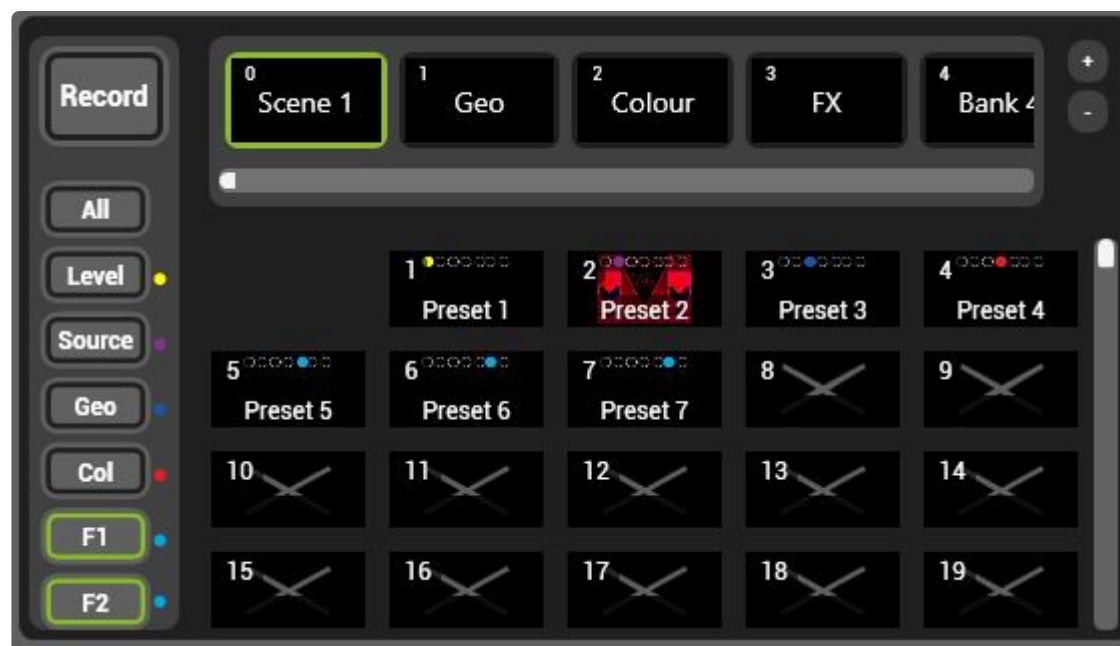 Record
All
Level
Source
Geo
Col
F1
F2
0
Scene 1
1
Geo
2
Colour
3
FX
4
Bank 4
+
-
1
Preset 1
2
Preset 2
3
Preset 3
4
Preset 4
5
Preset 5
6
Preset 6
7
Preset 7
8
9
10
11
12
13
14
15
16
17
18
19